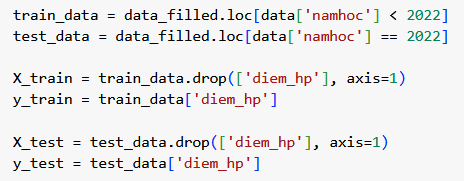 train_data = data_filled.loc[data['namhoc'] < 2022]
test_data = data_filled.loc[data['namhoc'] == 2022]
X_train = train_data.drop(['diem_hp'], axis=1)
y_train = train_data['diem_hp']
X_test = test_data.drop(['diem_hp'], axis=1)
y_test = test_data['diem_hp']